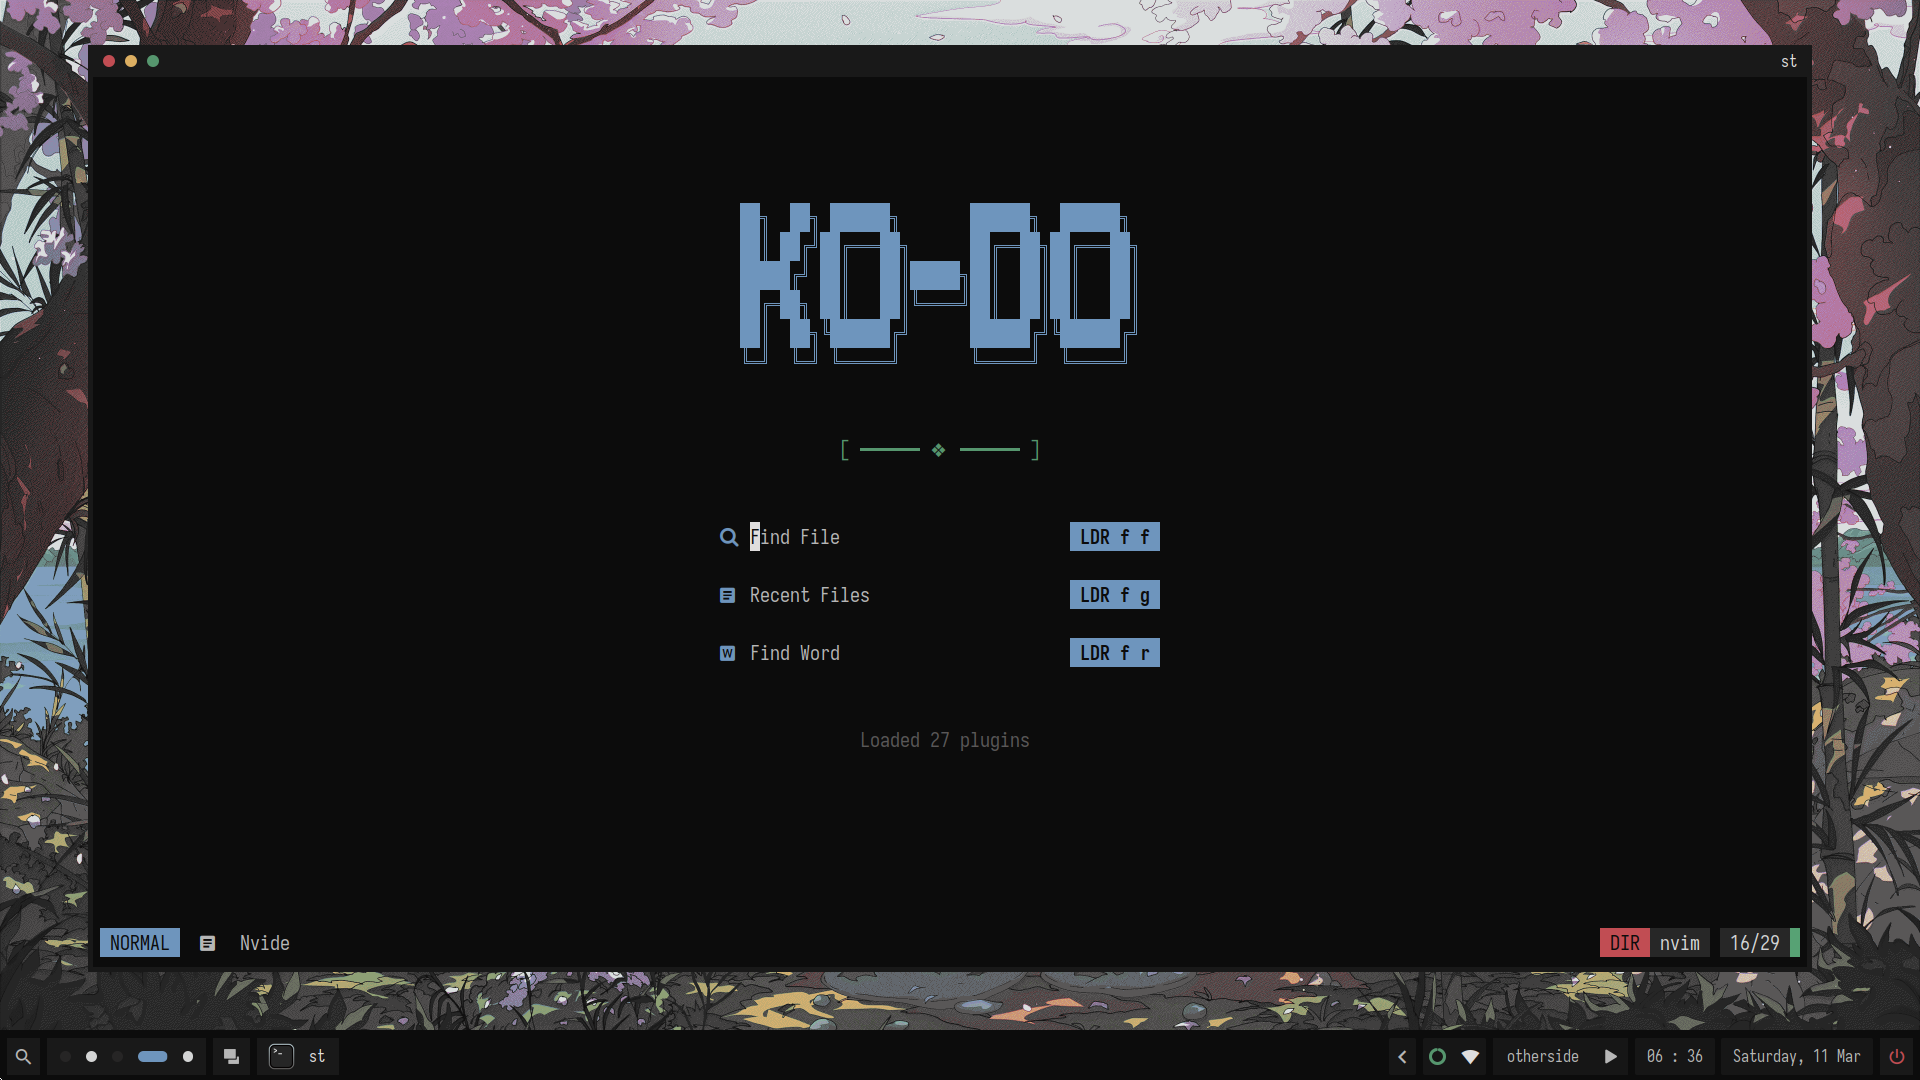 st
KO-DO
[ ── ❖ ── ]
Find File LDR f f
Recent Files LDR f g
Find Word LDR f r
Loaded 27 plugins
NORMAL Nvide DIR nvim 16/29
st otherside 06 : 36 Saturday, 11 Mar